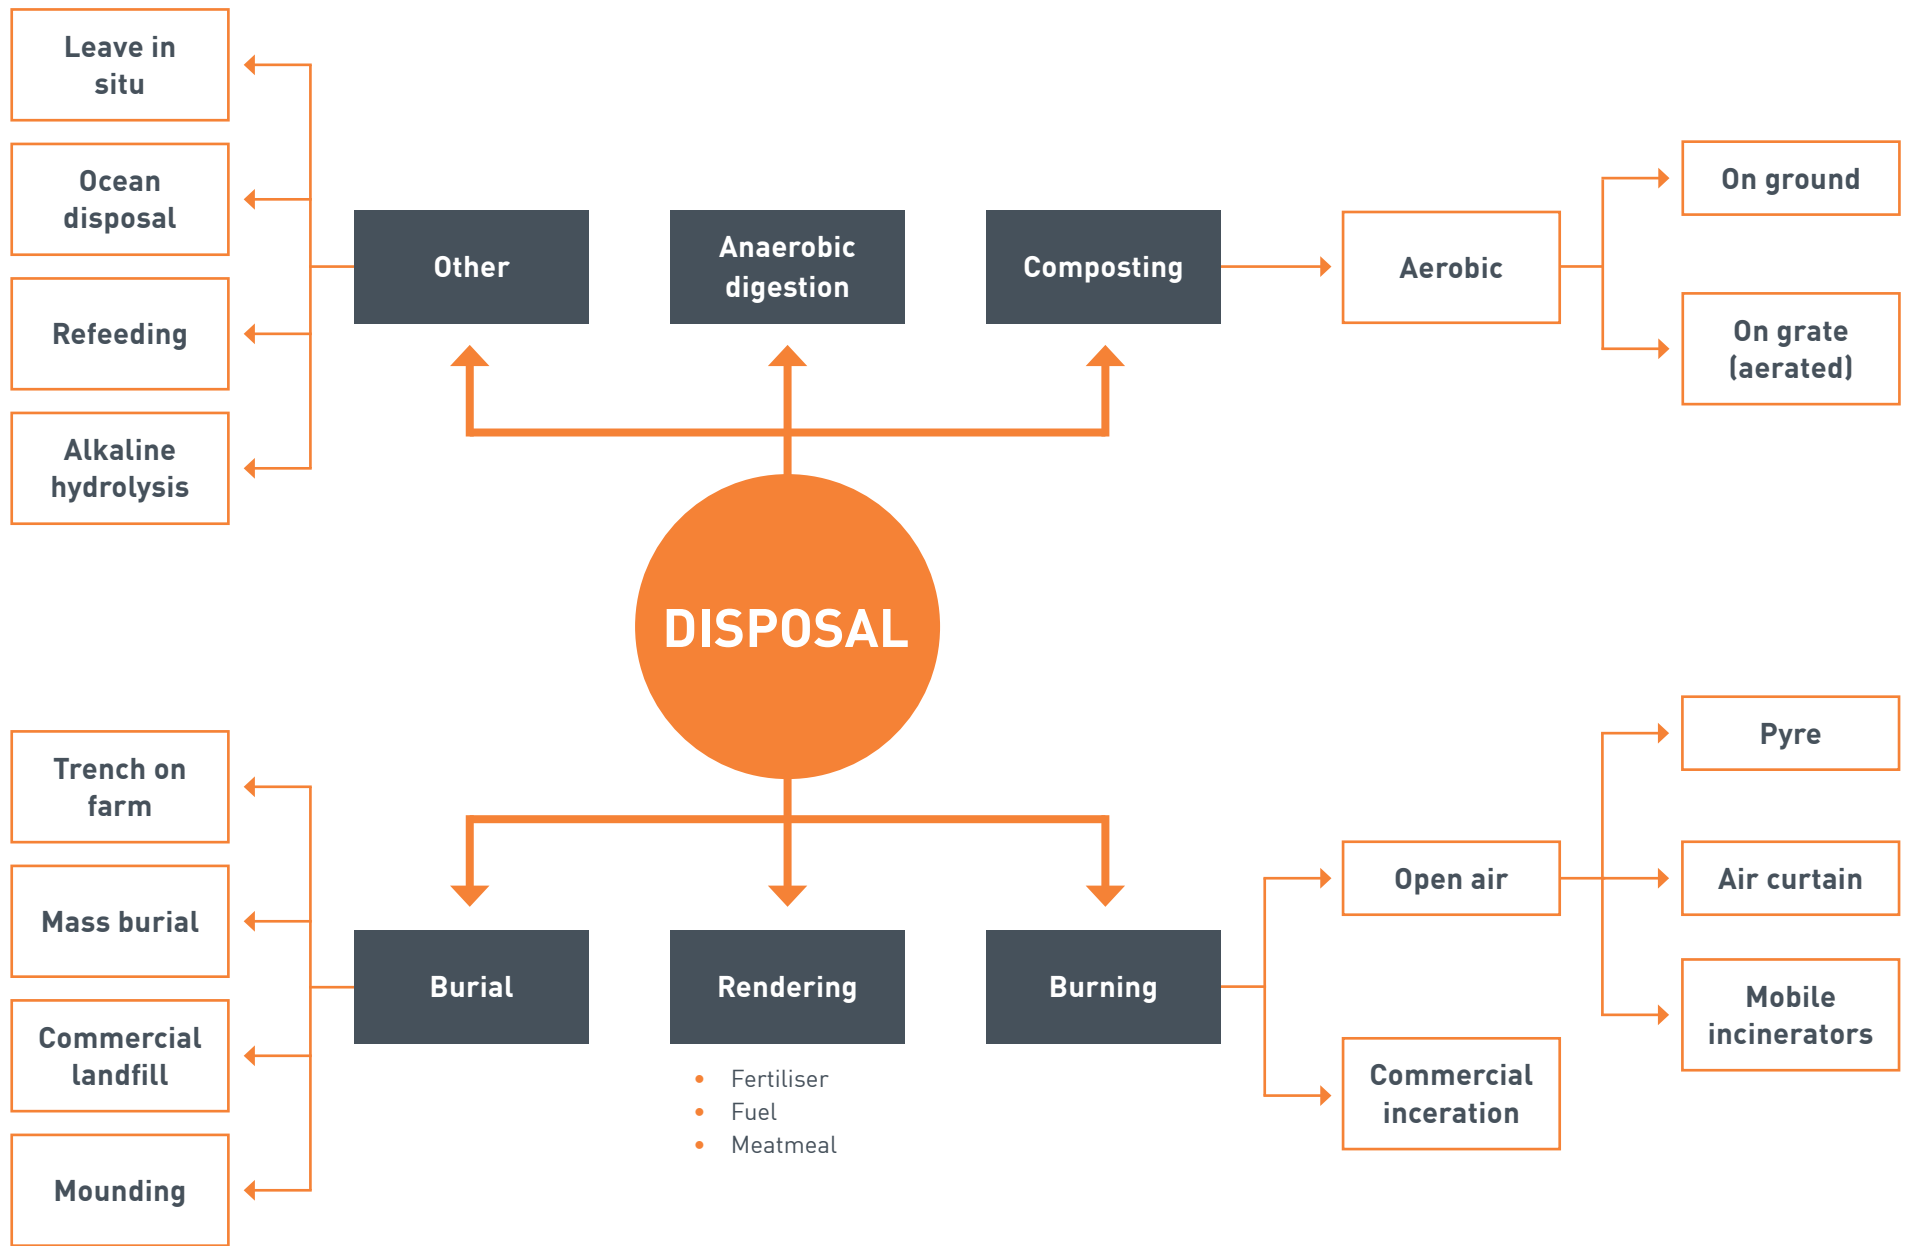 Leave in
situ
Ocean
disposal
Refeeding
Alkaline
hydrolysis
Other
Anaerobic
digestion
Composting
Aerobic
On ground
On grate
(aerated)
DISPOSAL
Trench on
farm
Mass burial
Commercial
landfill
Mounding
Burial
Rendering
• Fertiliser
• Fuel
• Meatmeal
Burning
Open air
Commercial
inceration
Pyre
Air curtain
Mobile
incinerators